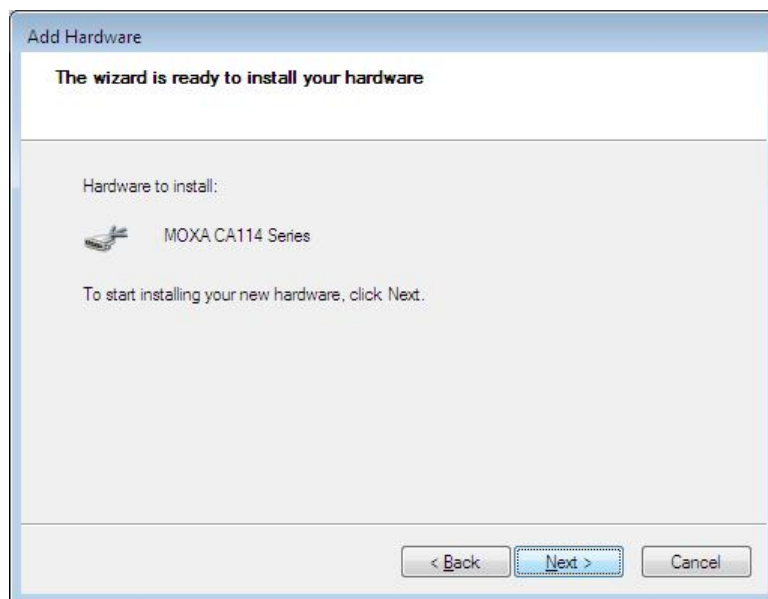 Add Hardware
The wizard is ready to install your hardware
Hardware to install:
MOXA CA114 Series
To start installing your new hardware, click Next.
< Back
Next >
Cancel